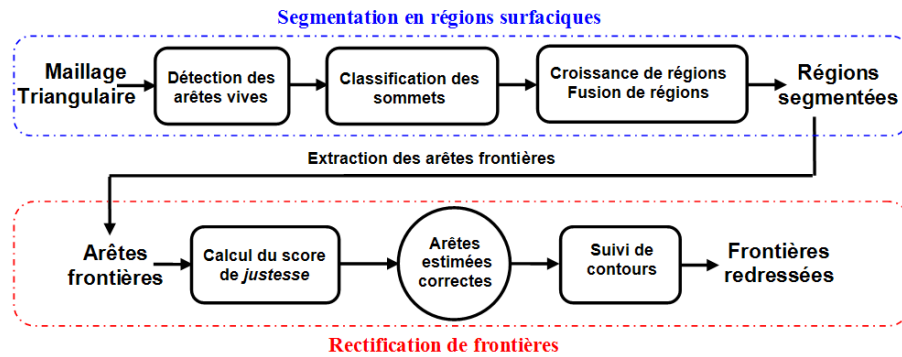 Segmentation en régions surfaciques
Maillage
Triangulaire
Détection des
arêtes vives
Classification des
sommets
Croissance de régions
Fusion de régions
Régions
segmentées
Extraction des arêtes frontières
Arêtes
frontières
Calcul du score
de justesse
Arêtes
estimées
correctes
Suivi de
contours
Frontières
redressées
Rectification de frontières